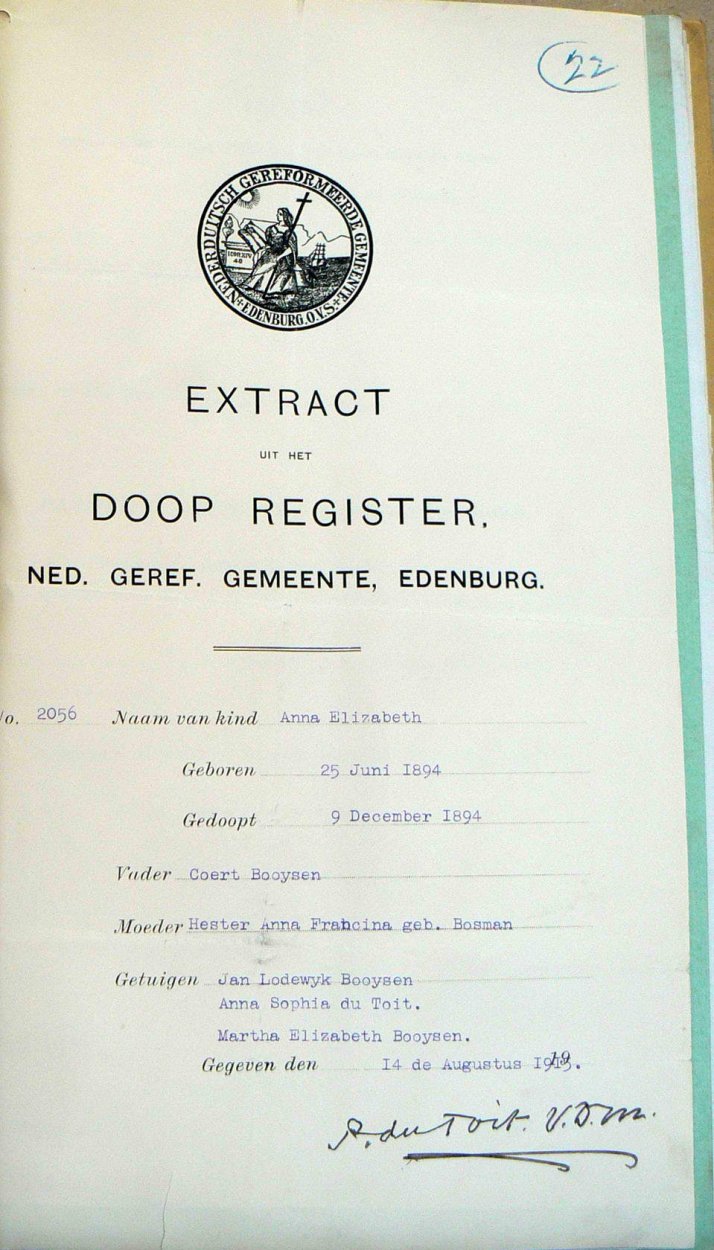 22
NEDERDUITSCH GEREFORMEERDE GEMEENTE
EDENBURG.O.V.S.
EXTRACT
UIT HET
DOOP REGISTER,
NED. GEREF. GEMEENTE, EDENBURG.
No. 2056 Naam van kind Anna Elizabeth
Geboren 25 Juni 1894
Gedoopt 9 December 1894
Vader Coert Booysen
Moeder Hester Anna Francina geb. Bosman
Getuigen Jan Lodewyk Booysen
Anna Sophia du Toit.
Martha Elizabeth Booysen.
Gegeven den 14 de Augustus
du Toit. V.D.M.